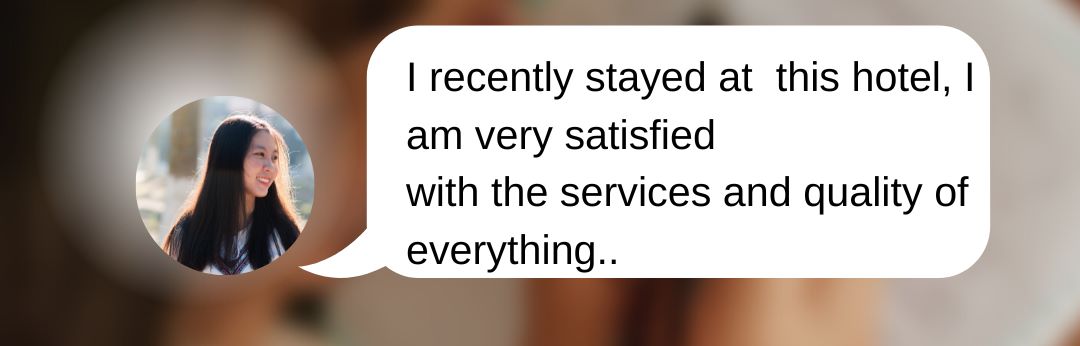 I recently stayed at  this hotel, I
am very satisfied
with the services and quality of
everything..